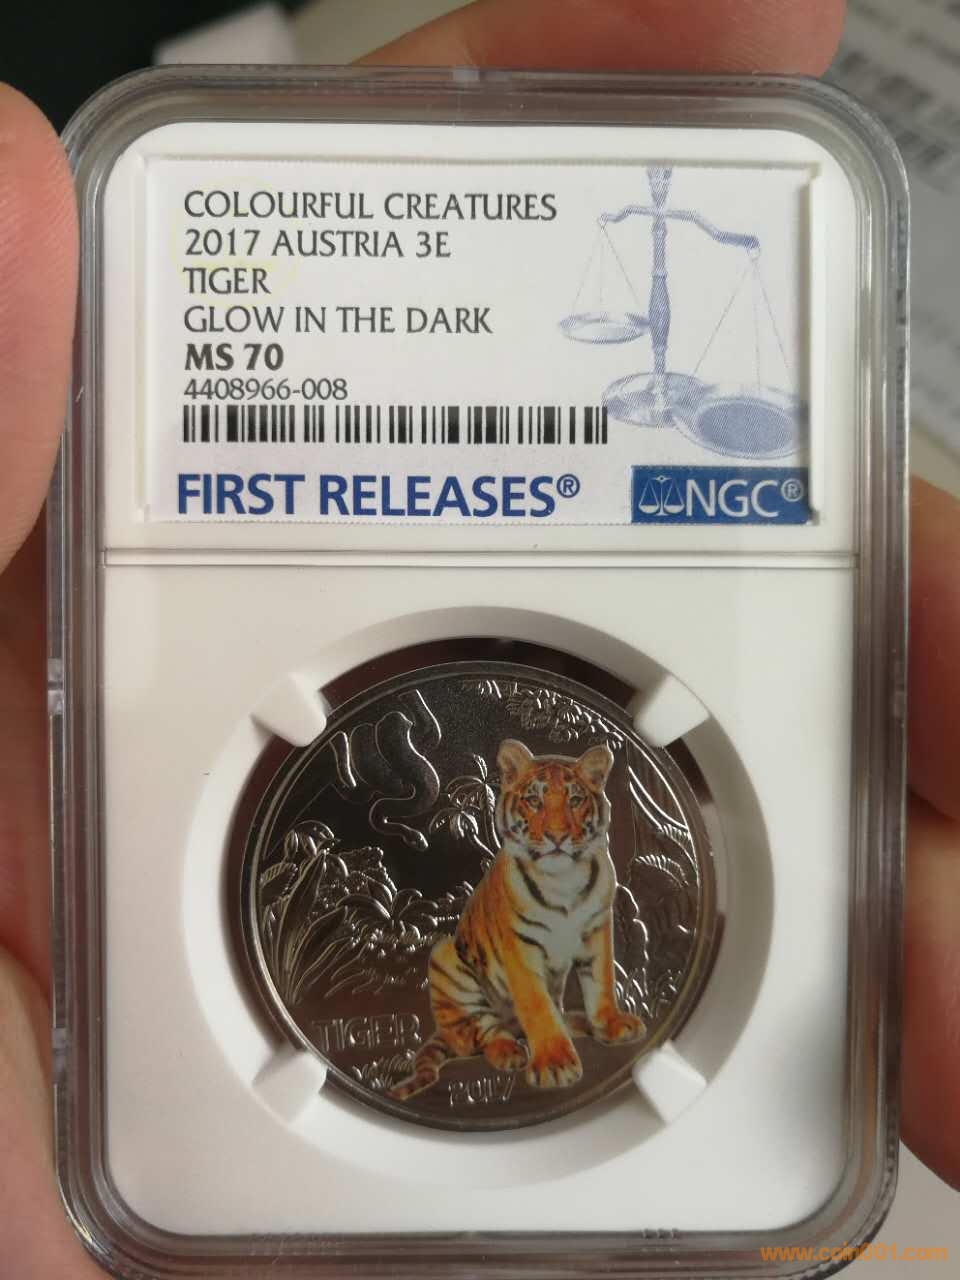 COLOURFUL CREATURES
2017 AUSTRIA 3E
TIGER
GLOW IN THE DARK
MS 70
4408966-008
FIRST RELEASES®
NGC®
TIGER
2017
www.coin001.com